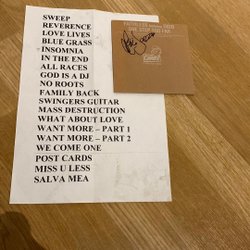 SWEEP
REVERENCE
LOVE LIVES
BLUE GRASS
INSOMNIA
IN THE END
ALL RACES
GOD IS A DJ
NO ROOTS
FAMILY BACK
SWINGERS GUITAR
MASS DESTRUCTION
WHAT ABOUT LOVE
WANT MORE – PART 1
WANT MORE – PART 2
WE COME ONE
POST CARDS
MISS U LESS
SALVA MEA
FAITHLESS